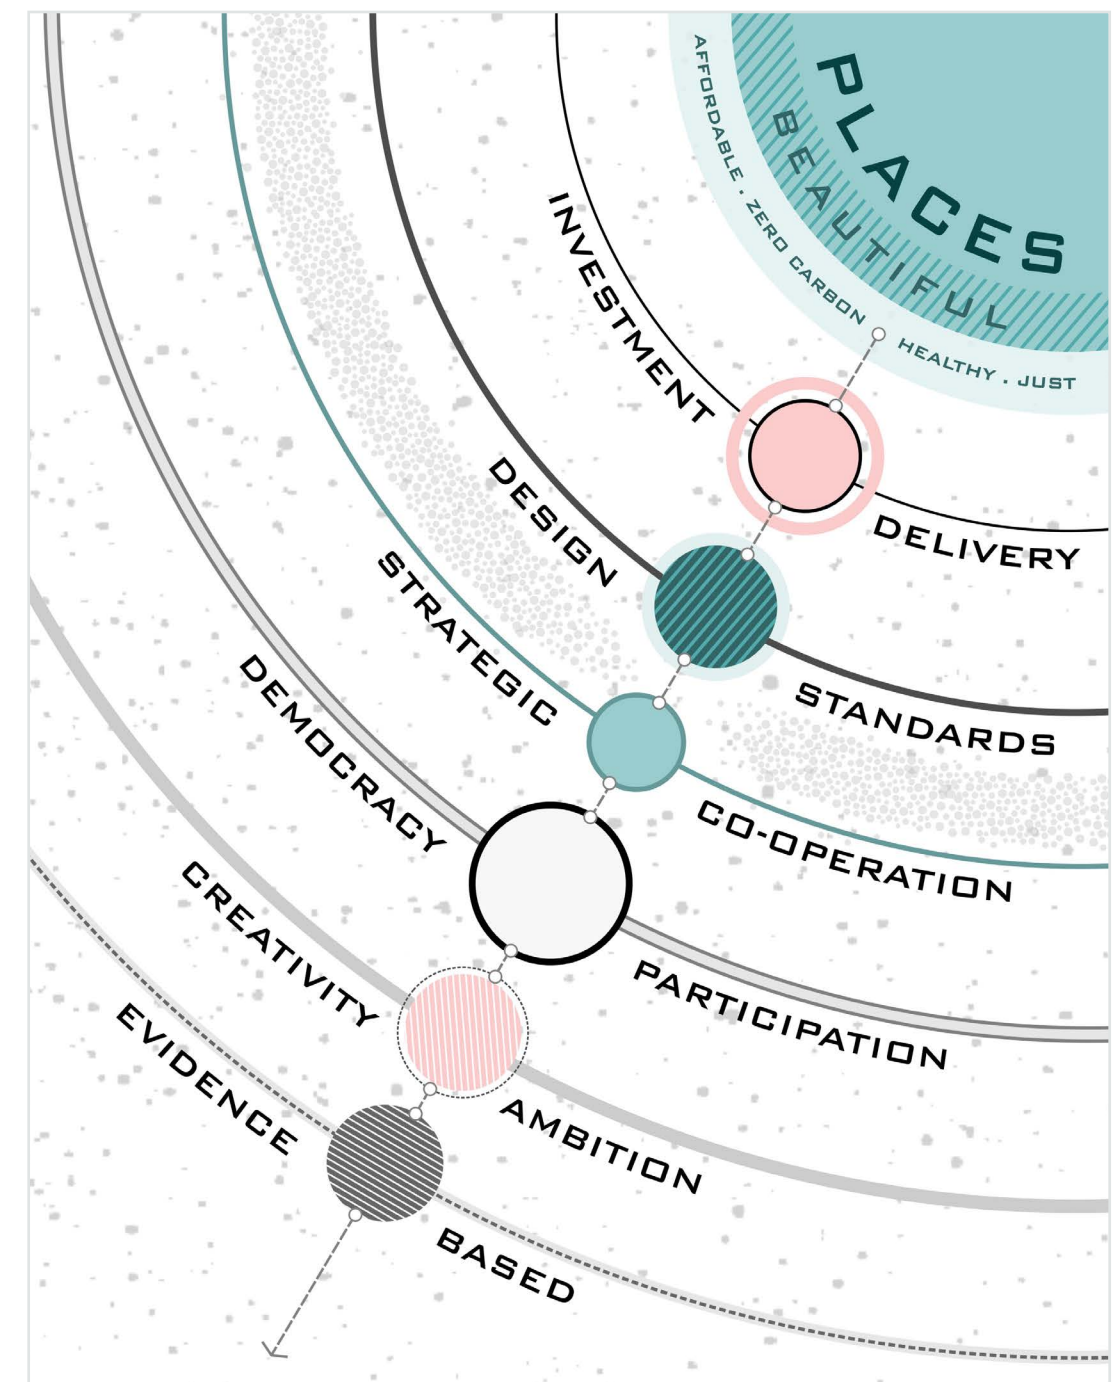 PLACES
BEAUTIFUL
AFFORDABLE . ZERO CARBON
HEALTHY . JUST
INVESTMENT
DELIVERY
DESIGN
STANDARDS
STRATEGIC
CO-OPERATION
DEMOCRACY
PARTICIPATION
CREATIVITY
AMBITION
EVIDENCE
BASED